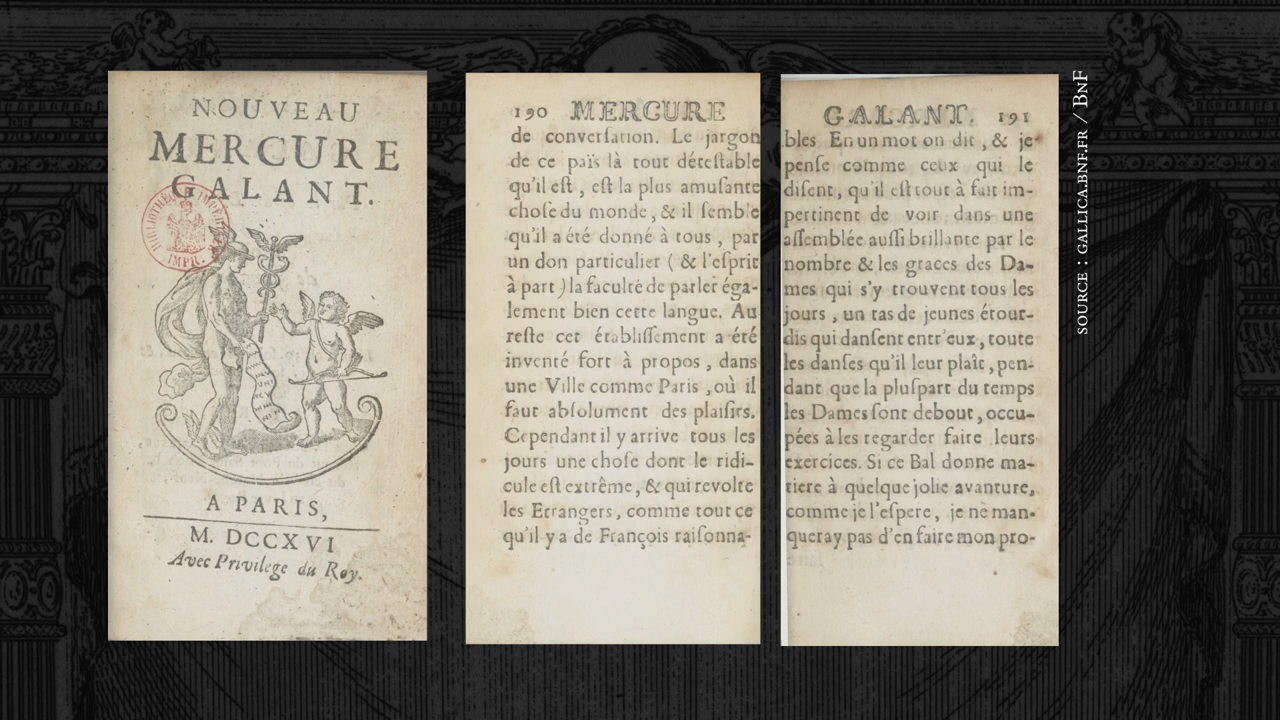 NOUVEAU
MERCURE
GALANT.
BIBLIOTHÈQUE IMPÉR
IMPR.
A PARIS,
M. DCCXVI
Avec Privilege du Roy.
190 MERCURE
de converſation. Le jargon
de ce païs là tout déteſtable
qu'il eſt, eſt la plus amuſante
choſe du monde, & il ſemble
qu'il a été donné à tous, par
un don particulier ( & l'eſprit
à part ) la faculté de parler éga-
lement bien cette langue. Au
reſte cet établiſſement a été
inventé fort à propos, dans
une Ville comme Paris, où il
faut abſolument des plaiſirs.
Cependant il y arrive tous les
jours une choſe dont le ridi-
cule eſt extrême, & qui revolte
les Etrangers, comme tout ce
qu'il y a de François raiſonna-
GALANT. 191
bles En un mot on dit, & je
penſe comme ceux qui le
diſent, qu'il eſt tout à fait im-
pertinent de voir dans une
aſſemblée auſſi brillante par le
nombre & les graces des Da-
mes qui s'y trouvent tous les
jours, un tas de jeunes étour-
dis qui danſent entr'eux, toute
les danſes qu'il leur plaît, pen-
dant que la pluſpart du temps
les Dames ſont debout, occu-
pées à les regarder faire leurs
exercices. Si ce Bal donne ma-
tiere à quelque jolie avanture,
comme je l'eſpere, je ne man-
queray pas d'en faire mon pro-
SOURCE : GALLICA.BNF.FR / BNF